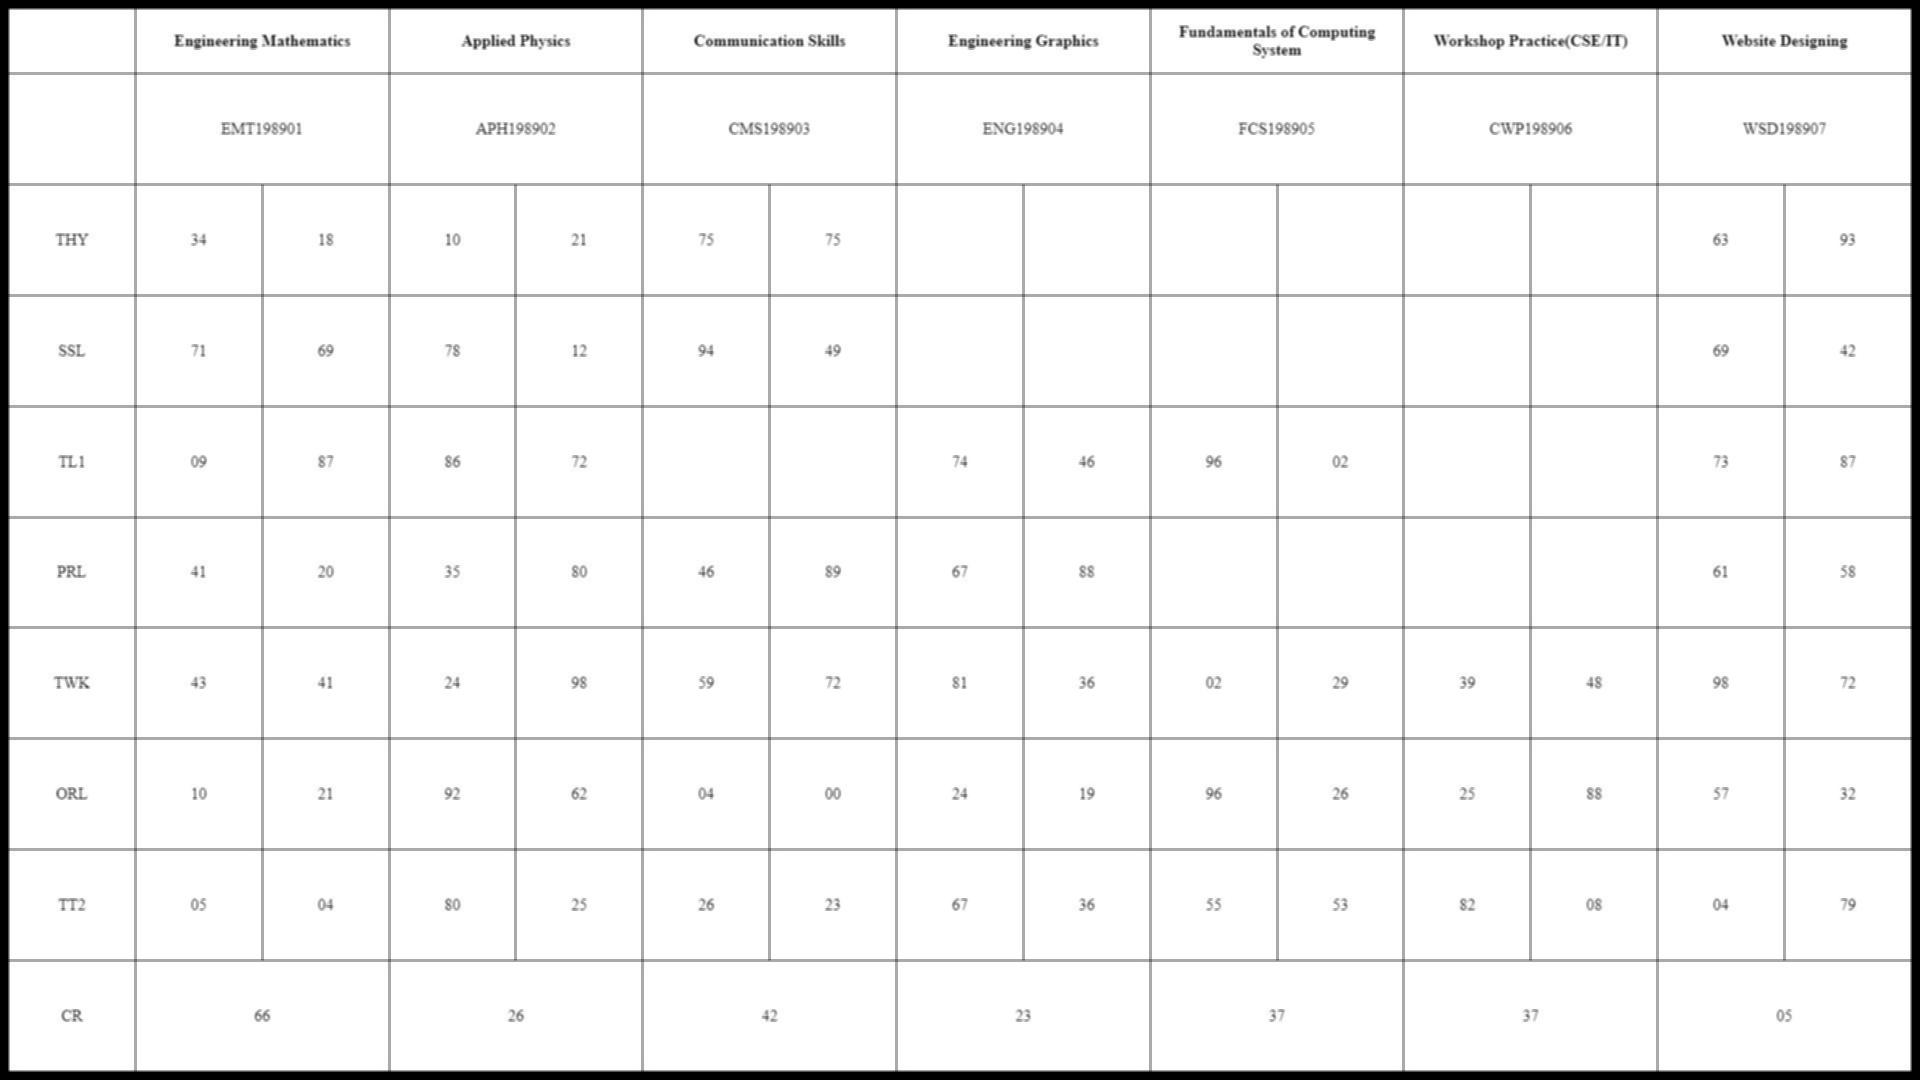 Engineering Mathematics Applied Physics Communication Skills Engineering Graphics Fundamentals of Computing System Workshop Practice(CSE/IT) Website Designing
EMT198901 APH198902 CMS198903 ENG198904 FCS198905 CWP198906 WSD198907
THY 34 18 10 21 75 75 63 93
SSL 71 69 78 12 94 49 69 42
TL1 09 87 86 72 74 46 96 02 73 87
PRL 41 20 35 80 46 89 67 88 61 58
TWK 43 41 24 98 59 72 81 36 02 29 39 48 98 72
ORL 10 21 92 62 04 00 24 19 96 26 25 88 57 32
TT2 05 04 80 25 26 23 67 36 55 53 82 08 04 79
CR 66 26 42 23 37 37 05